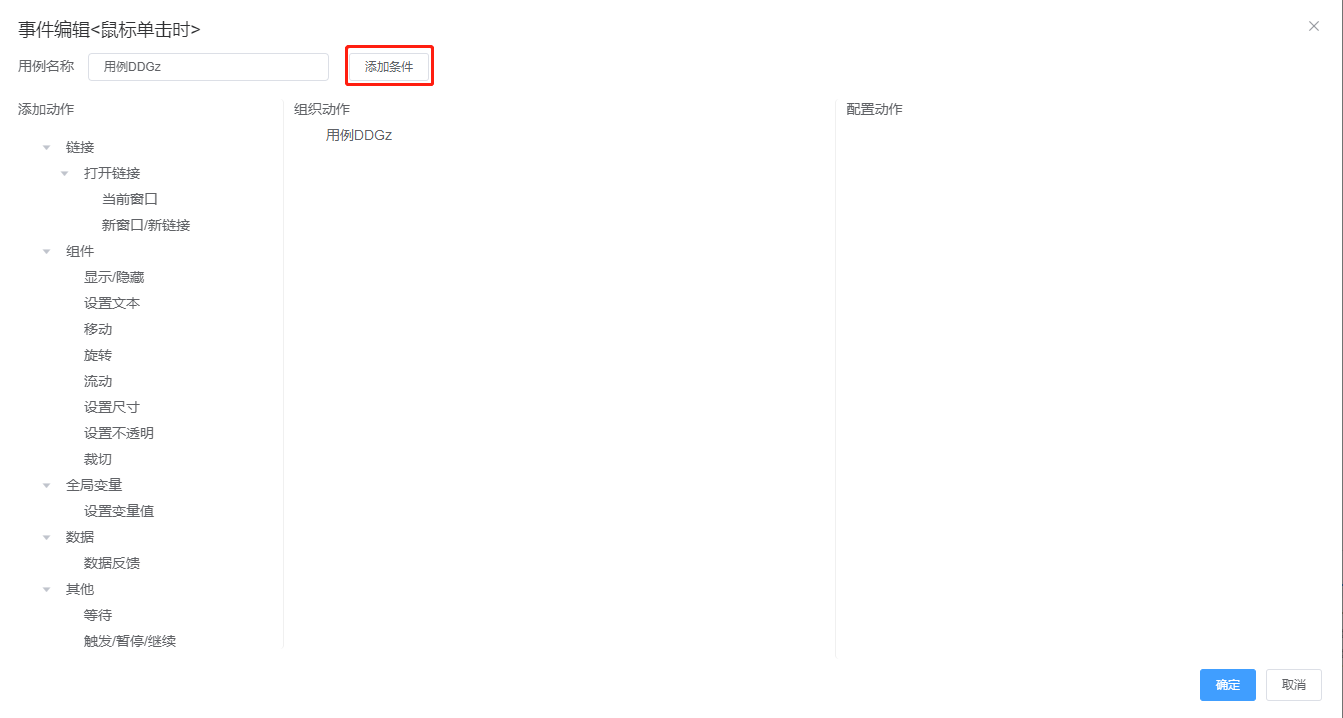 事件编辑<鼠标单击时>
用例名称 用例DDGz 添加条件
添加动作
链接
打开链接
当前窗口
新窗口/新链接
组件
显示/隐藏
设置文本
移动
旋转
流动
设置尺寸
设置不透明
裁切
全局变量
设置变量值
数据
数据反馈
其他
等待
触发/暂停/继续
组织动作
用例DDGz
配置动作
确定 取消